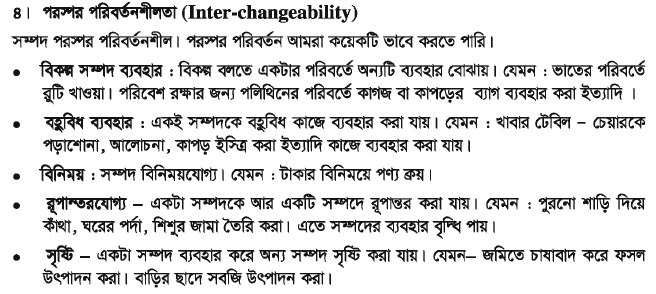 ৪। পরস্পর পরিবর্তনশীলতা (Inter-changeability)
সম্পদ পরস্পর পরিবর্তনশীল। পরস্পর পরিবর্তন আমরা কয়েকটি ভাবে করতে পারি।
● বিকল্প সম্পদ ব্যবহার : বিকল্প বলতে একটার পরিবর্তে অন্যটি ব্যবহার বোঝায়। যেমন : ভাতের পরিবর্তে
রুটি খাওয়া। পরিবেশ রক্ষার জন্য পলিথিনের পরিবর্তে কাগজ বা কাপড়ের ব্যাগ ব্যবহার করা ইত্যাদি ।
● বহুবিধ ব্যবহার : একই সম্পদকে বহুবিধ কাজে ব্যবহার করা যায়। যেমন : খাবার টেবিল – চেয়ারকে
পড়াশোনা, আলোচনা, কাপড় ইস্ত্রি করা ইত্যাদি কাজে ব্যবহার করা যায়।
● বিনিময় : সম্পদ বিনিময়যোগ্য। যেমন : টাকার বিনিময়ে পণ্য ক্রয়।
● রূপান্তরযোগ্য – একটা সম্পদকে আর একটি সম্পদে রূপান্তর করা যায়। যেমন : পুরনো শাড়ি দিয়ে
কাঁথা, ঘরের পর্দা, শিশুর জামা তৈরি করা। এতে সম্পদের ব্যবহার বৃদ্ধি পায়।
● সৃষ্টি – একটা সম্পদ ব্যবহার করে অন্য সম্পদ সৃষ্টি করা যায়। যেমন– জমিতে চাষাবাদ করে ফসল
উৎপাদন করা। বাড়ির ছাদে সবজি উৎপাদন করা।